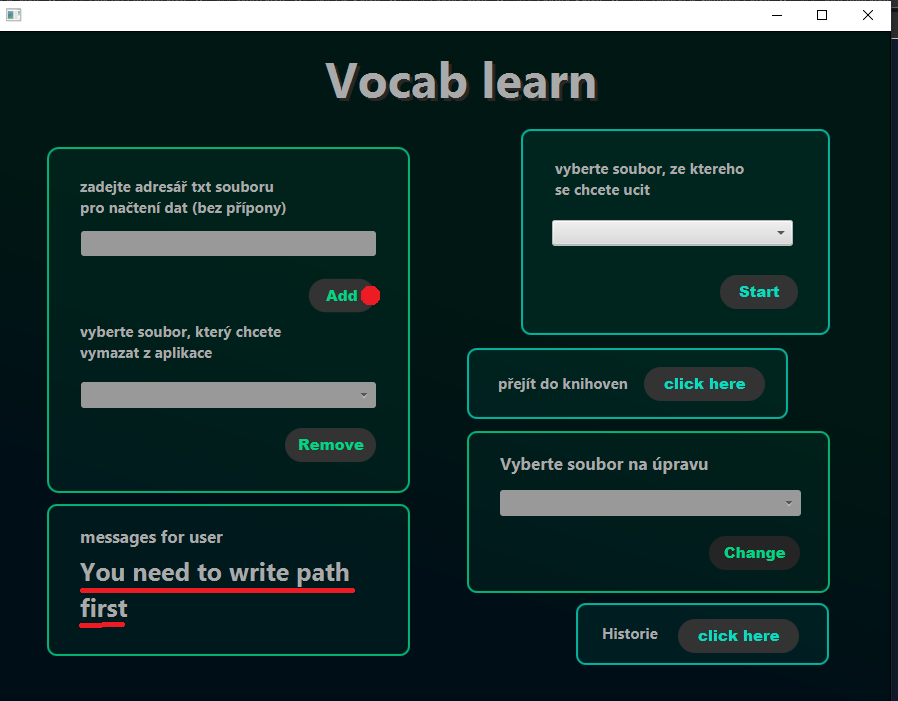 Vocab learn
zadejte adresář txt souboru
pro načtení dat (bez přípony)
Add
vyberte soubor, který chcete
vymazat z aplikace
Remove
messages for user
You need to write path
first
vyberte soubor, ze ktereho
se chcete ucit
Start
přejít do knihoven
click here
Vyberte soubor na úpravu
Change
Historie
click here